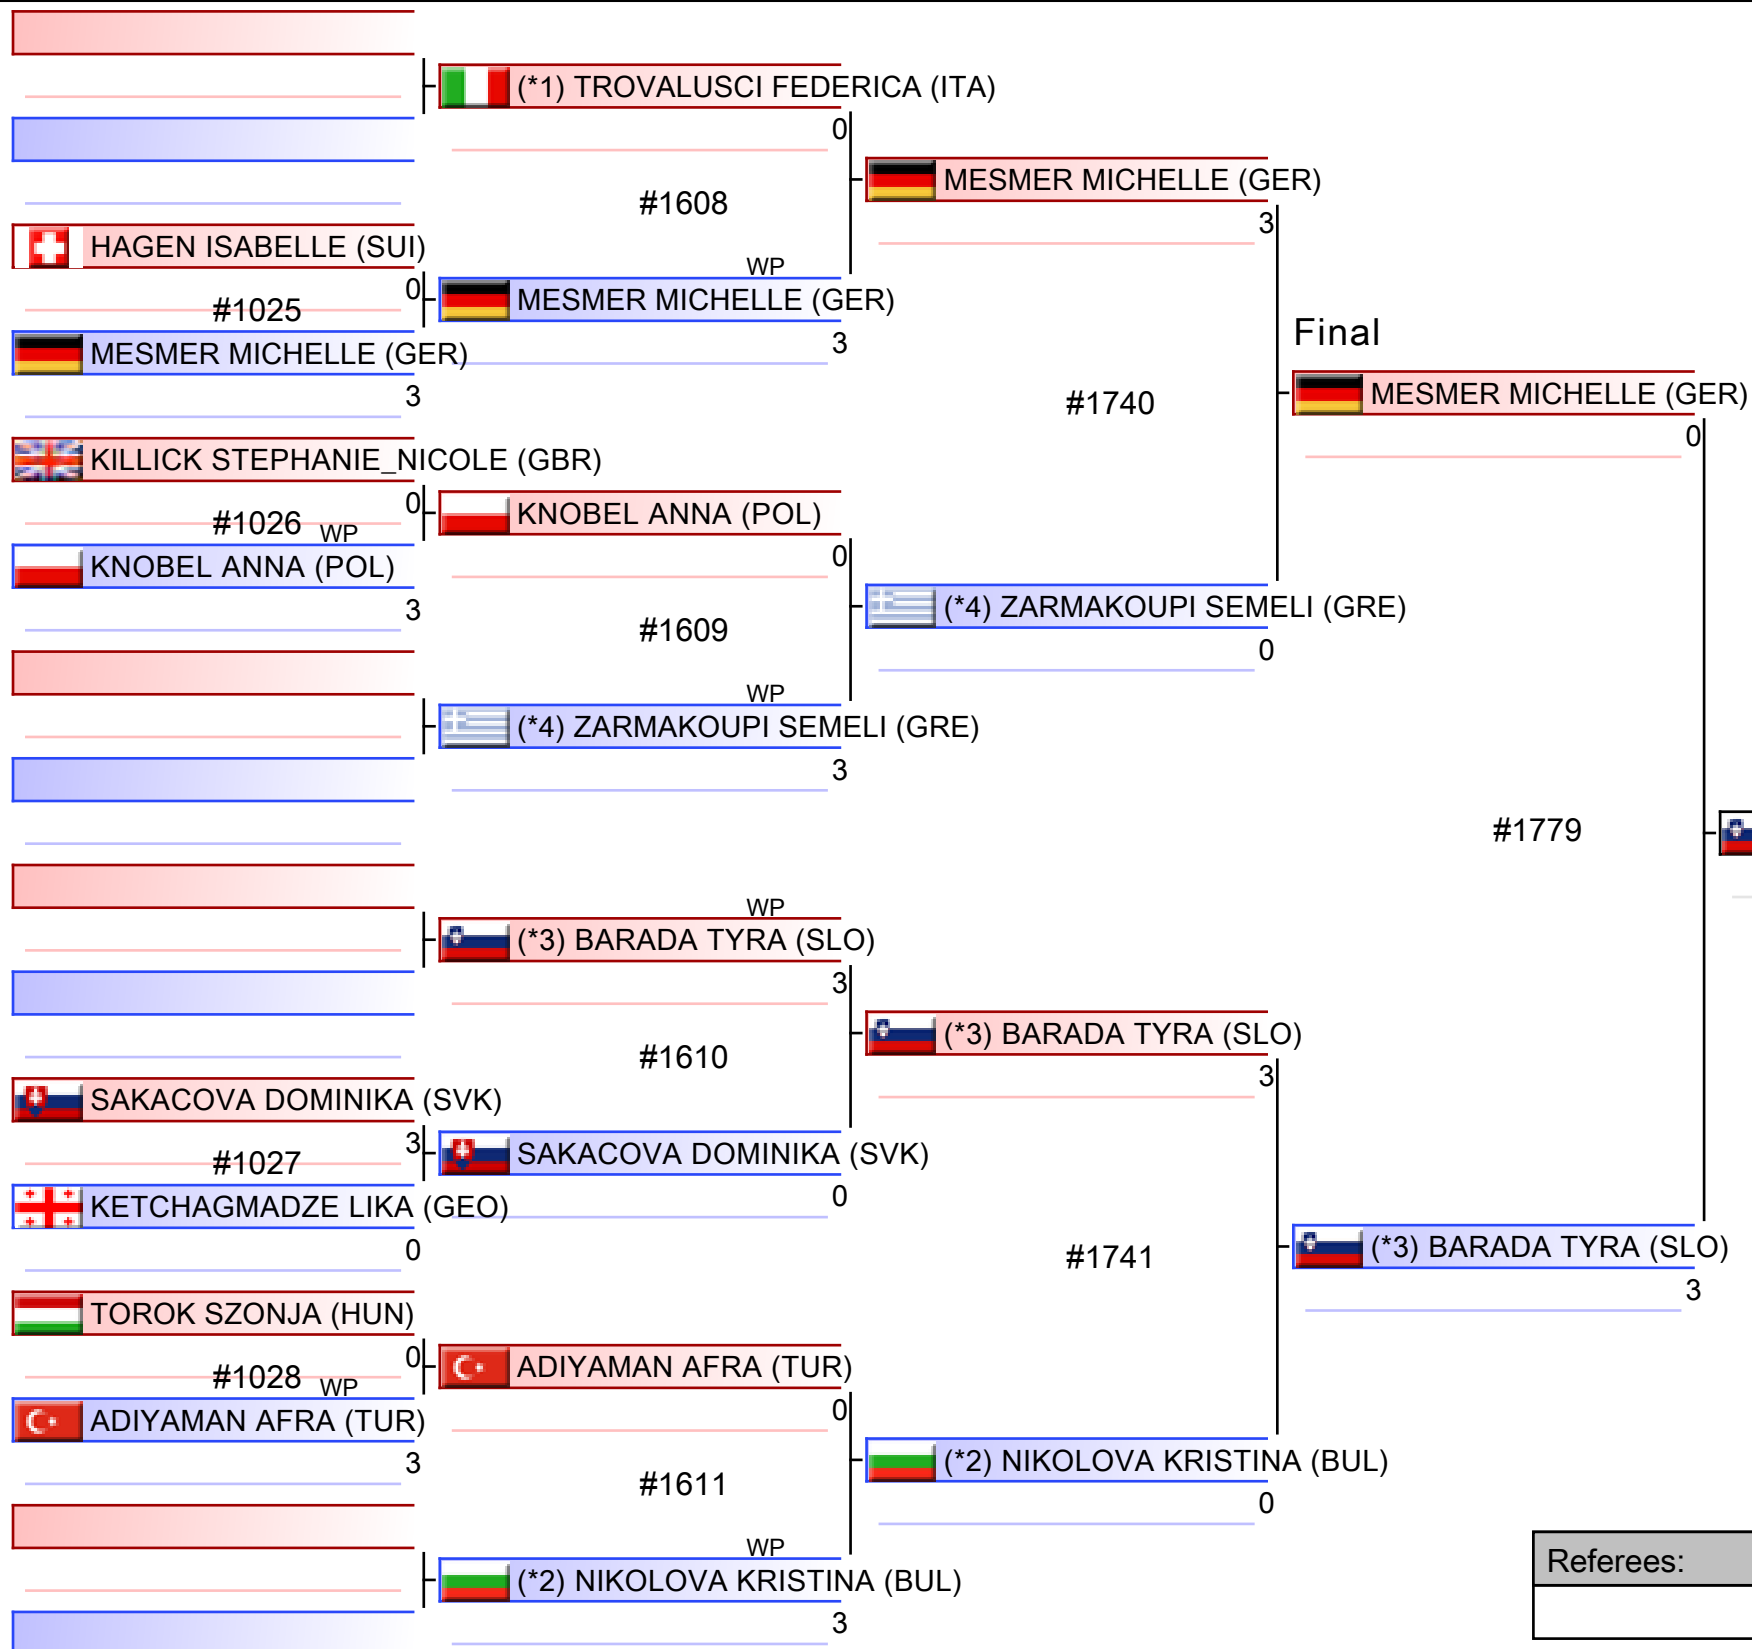 (*1) TROVALUSCI FEDERICA (ITA)
0
MESMER MICHELLE (GER)
3
#1608
HAGEN ISABELLE (SUI)
0
#1025
WP
MESMER MICHELLE (GER)
3
MESMER MICHELLE (GER)
3
Final
MESMER MICHELLE (GER)
0
#1740
KILLICK STEPHANIE_NICOLE (GBR)
0
#1026 WP
KNOBEL ANNA (POL)
0
KNOBEL ANNA (POL)
3
(*4) ZARMAKOUPI SEMELI (GRE)
0
#1609
WP
(*4) ZARMAKOUPI SEMELI (GRE)
3
#1779
WP
(*3) BARADA TYRA (SLO)
3
(*3) BARADA TYRA (SLO)
3
#1610
SAKACOVA DOMINIKA (SVK)
3
#1027
SAKACOVA DOMINIKA (SVK)
0
KETCHAGMADZE LIKA (GEO)
0
#1741
(*3) BARADA TYRA (SLO)
3
TOROK SZONJA (HUN)
0
#1028 WP
ADIYAMAN AFRA (TUR)
0
ADIYAMAN AFRA (TUR)
3
(*2) NIKOLOVA KRISTINA (BUL)
0
#1611
WP
(*2) NIKOLOVA KRISTINA (BUL)
3
Referees: